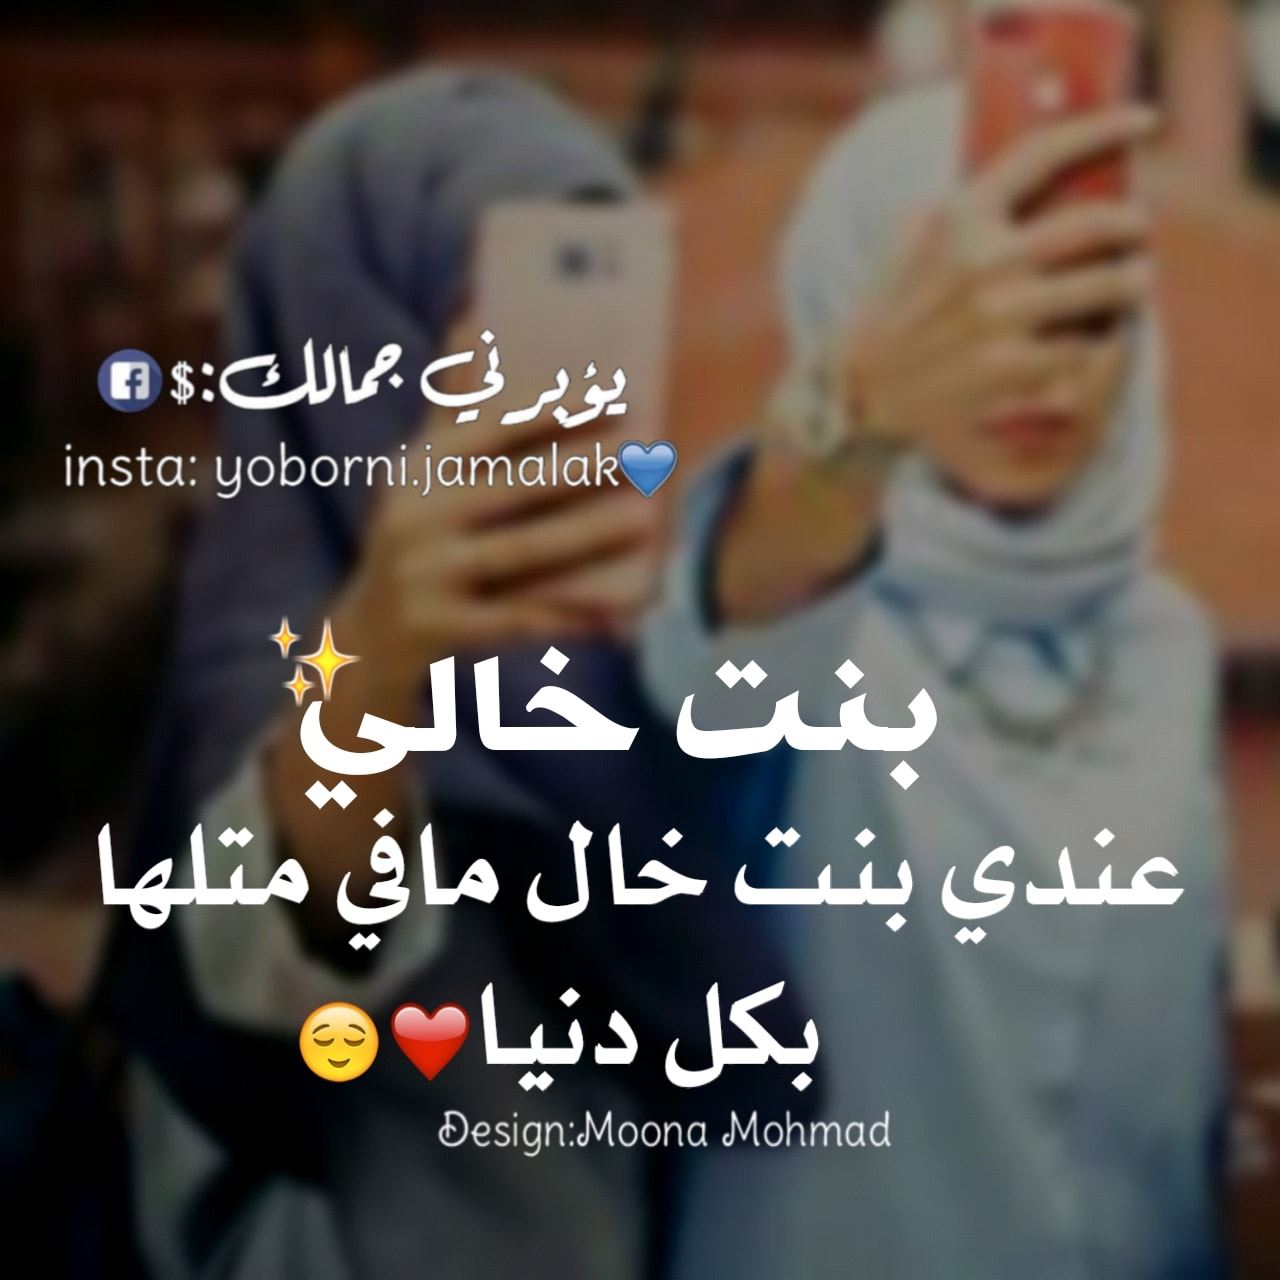 يؤبرني جمالك:$
insta: yoborni.jamalak💙
بنت خالي✨
عندي بنت خال مافي متلها
بكل دنيا❤😌
Design:Moona Mohmad